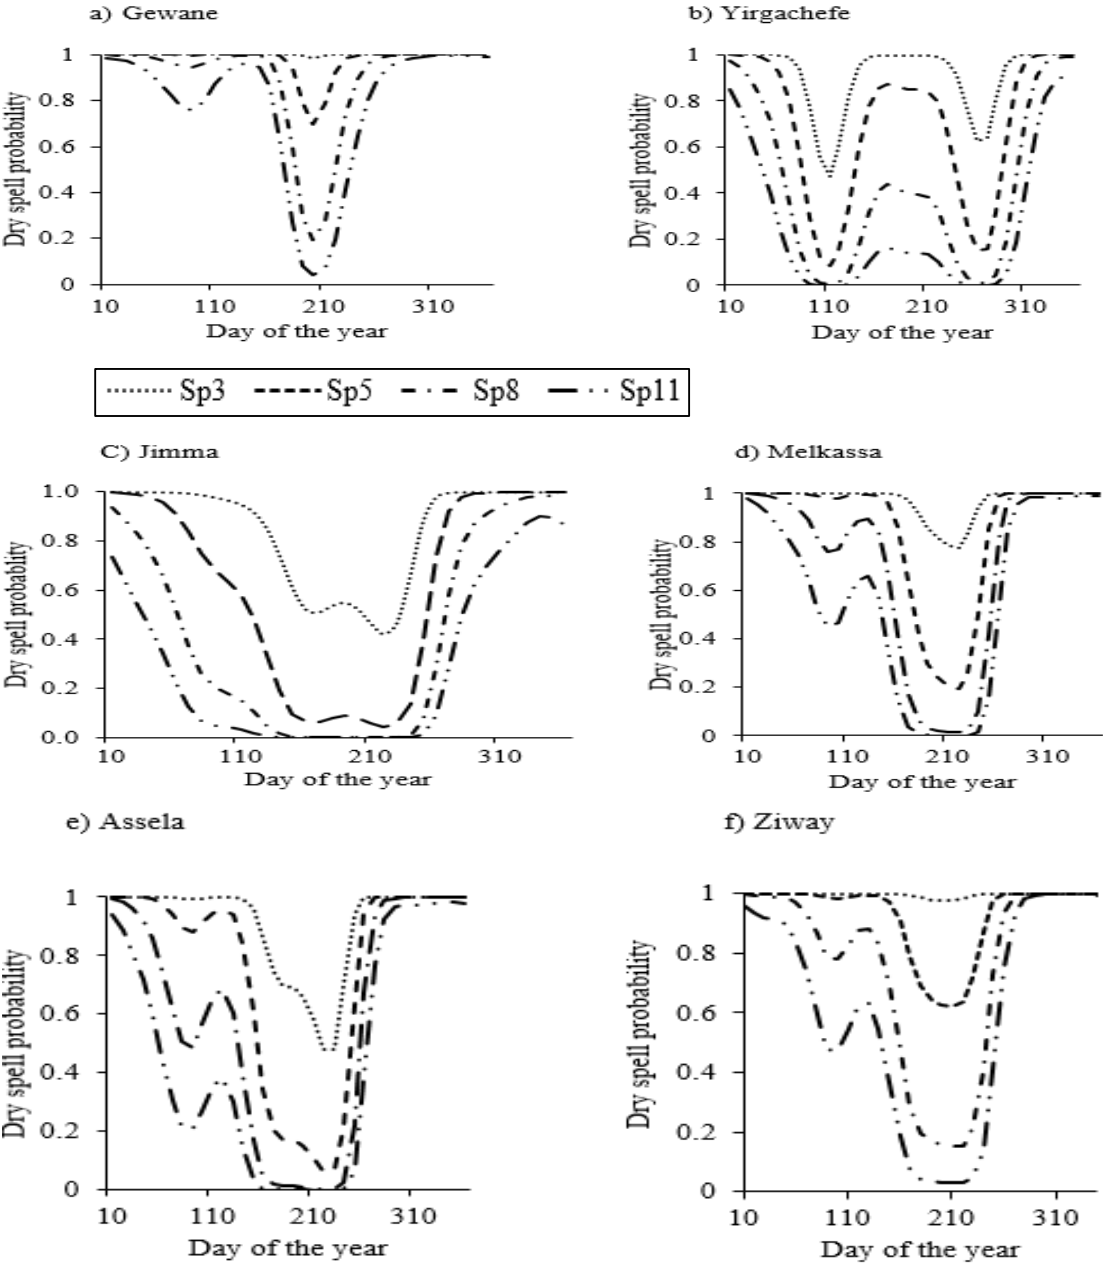 a) Gewane
b) Yirgachefe
1
0.8
0.6
0.4
0.2
0
Dry spell probability
10 110 210 310
Day of the year
1
0.8
0.6
0.4
0.2
0
Dry spell probability
10 110 210 310
Day of the year
Sp3 Sp5 Sp8 Sp11
C) Jimma
d) Melkassa
1.0
0.8
0.6
0.4
0.2
0.0
Dry spell probablity
10 110 210 310
Day of the year
1
0.8
0.6
0.4
0.2
0
Dry spell probability
10 110 210 310
Day of the year
e) Assela
f) Ziway
1
0.8
0.6
0.4
0.2
0
Dry spell probability
10 110 210 310
Day of the year
1
0.8
0.6
0.4
0.2
0
Dry spell probability
10 110 210 310
Day of the year